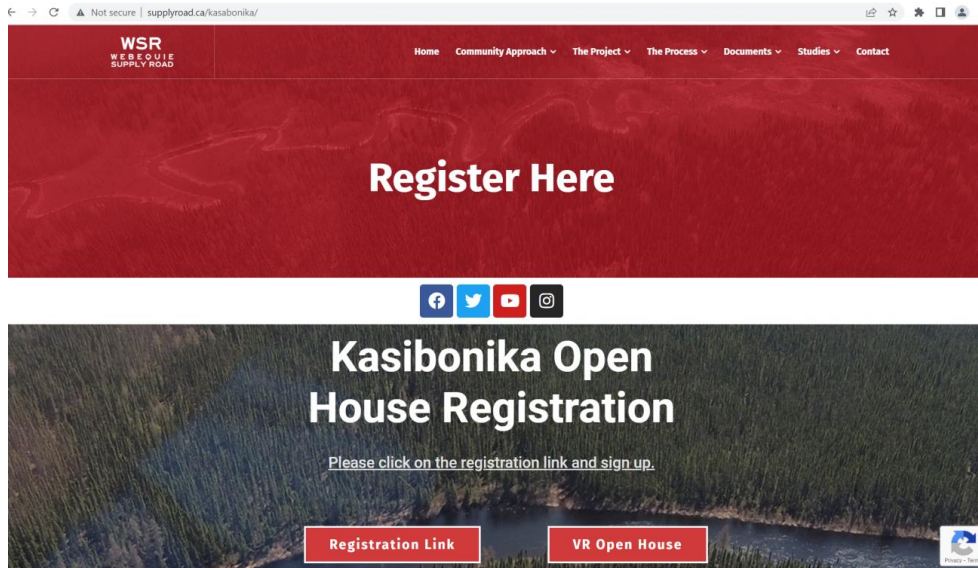 Not secure | supplyroad.ca/kasabonika/
WSR
WEBEQUIE
SUPPLY ROAD
Home Community Approach The Project The Process Documents Studies Contact
Register Here
Kasibonika Open
House Registration
Please click on the registration link and sign up.
Registration Link VR Open House
Privacy - Term